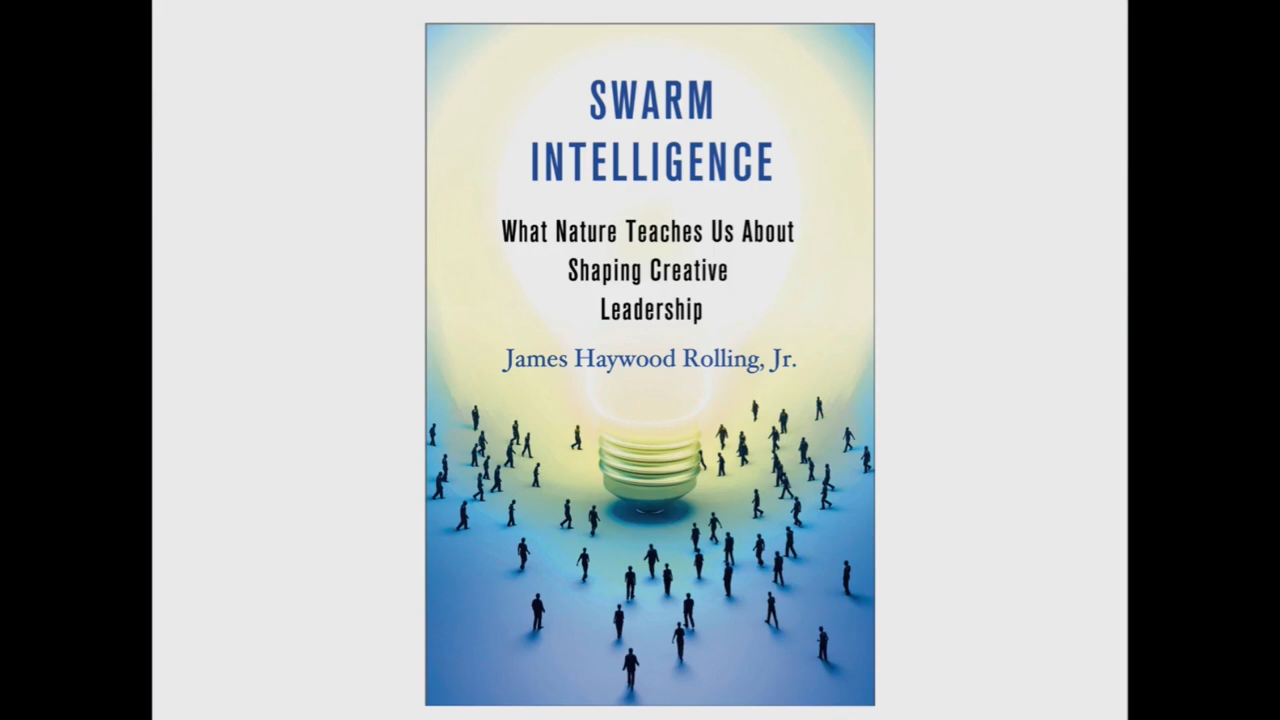 SWARM
INTELLIGENCE
What Nature Teaches Us About
Shaping Creative
Leadership
James Haywood Rolling, Jr.